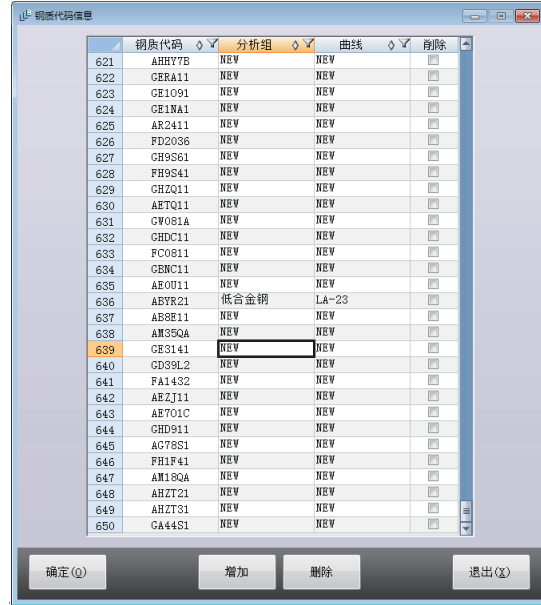 钢质代码信息
钢质代码 分析组 曲线 删除
621 AHHY7B NEW NEW
622 GERA11 NEW NEW
623 GE1091 NEW NEW
624 GE1NA1 NEW NEW
625 AR2411 NEW NEW
626 FD2036 NEW NEW
627 GH9S61 NEW NEW
628 FH9S41 NEW NEW
629 GHZQ11 NEW NEW
630 AETQ11 NEW NEW
631 GW081A NEW NEW
632 GHDC11 NEW NEW
633 FC0811 NEW NEW
634 GBNC11 NEW NEW
635 AE0U11 NEW NEW
636 ABYR21 低合金钢 LA-23
637 AB8E11 NEW NEW
638 AM35QA NEW NEW
639 GE3141 NEW NEW
640 GD39L2 NEW NEW
641 FA1432 NEW NEW
642 AEZJ11 NEW NEW
643 AE701C NEW NEW
644 GHD911 NEW NEW
645 AG78S1 NEW NEW
646 FH1F41 NEW NEW
647 AM18QA NEW NEW
648 AHZT21 NEW NEW
649 AHZT31 NEW NEW
650 GA44S1 NEW NEW
确定(O) 增加 删除 退出(X)